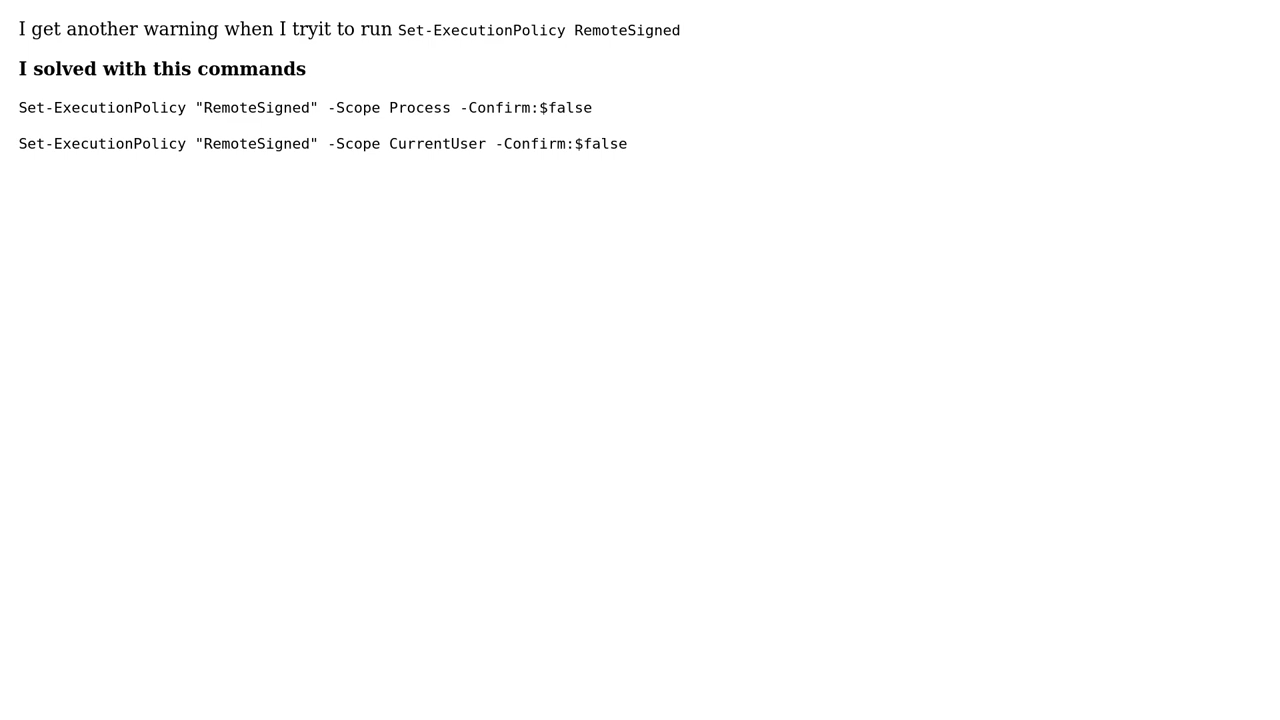 I get another warning when I tryit to run Set-ExecutionPolicy RemoteSigned
I solved with this commands
Set-ExecutionPolicy "RemoteSigned" -Scope Process -Confirm:$false
Set-ExecutionPolicy "RemoteSigned" -Scope CurrentUser -Confirm:$false